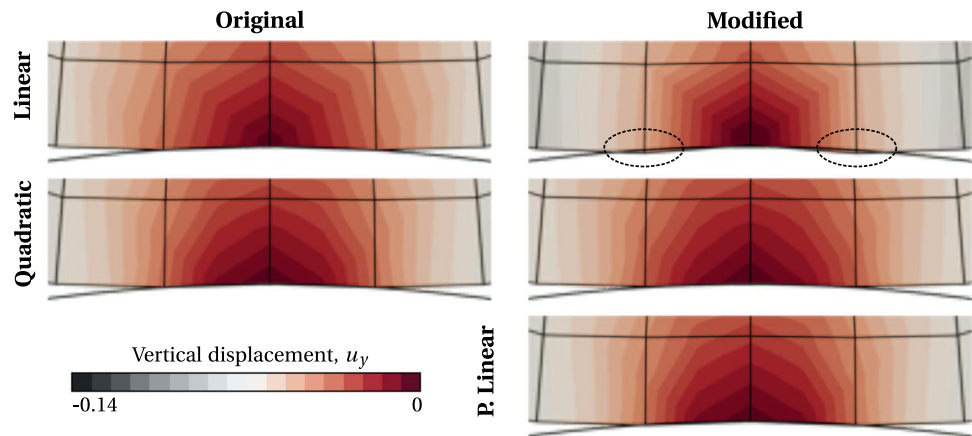 Original
Modified
Linear
Quadratic
P. Linear
Vertical displacement, u_y
-0.14
0